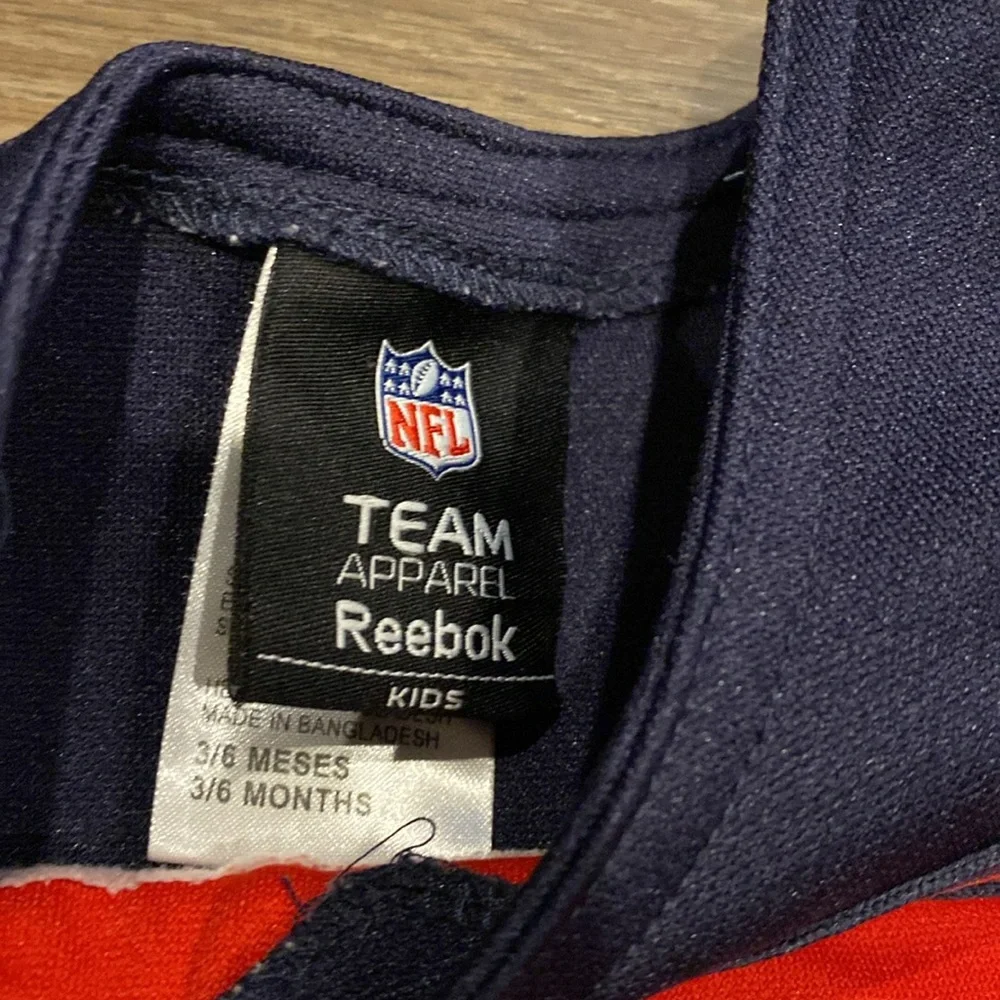 NFL
TEAM
APPAREL
Reebok
KIDS
MADE IN BANGLADESH
3/6 MESES
3/6 MONTHS